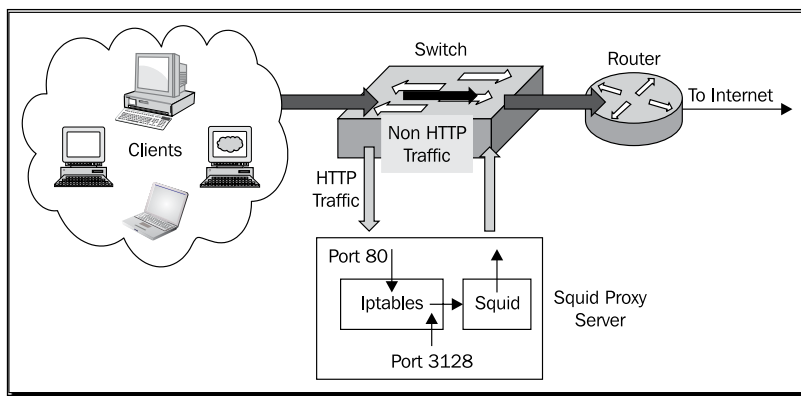 Switch
Router
To Internet
Clients
Non HTTP
Traffic
HTTP
Traffic
Port 80
Iptables
Squid
Squid Proxy
Server
Port 3128